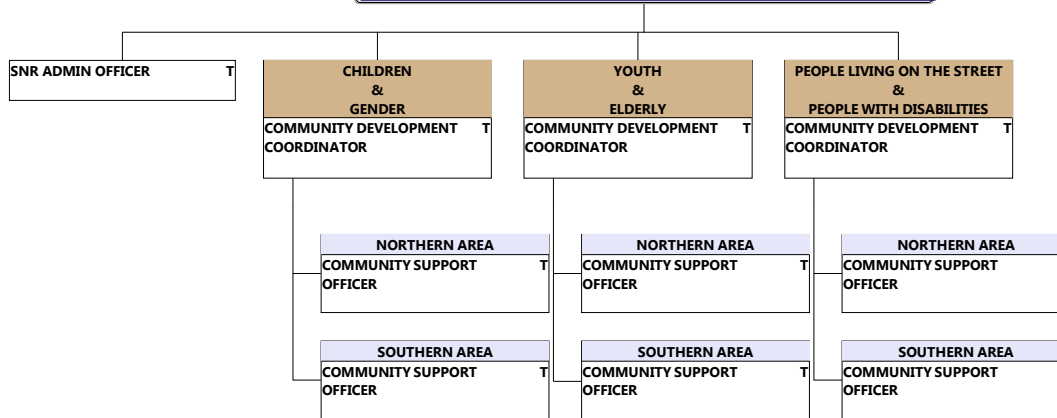 SNR ADMIN OFFICER T
CHILDREN
&
GENDER
COMMUNITY DEVELOPMENT T
COORDINATOR
YOUTH
&
ELDERLY
COMMUNITY DEVELOPMENT T
COORDINATOR
PEOPLE LIVING ON THE STREET
&
PEOPLE WITH DISABILITIES
COMMUNITY DEVELOPMENT T
COORDINATOR
NORTHERN AREA
COMMUNITY SUPPORT T
OFFICER
NORTHERN AREA
COMMUNITY SUPPORT T
OFFICER
NORTHERN AREA
COMMUNITY SUPPORT
OFFICER
SOUTHERN AREA
COMMUNITY SUPPORT T
OFFICER
SOUTHERN AREA
COMMUNITY SUPPORT T
OFFICER
SOUTHERN AREA
COMMUNITY SUPPORT
OFFICER